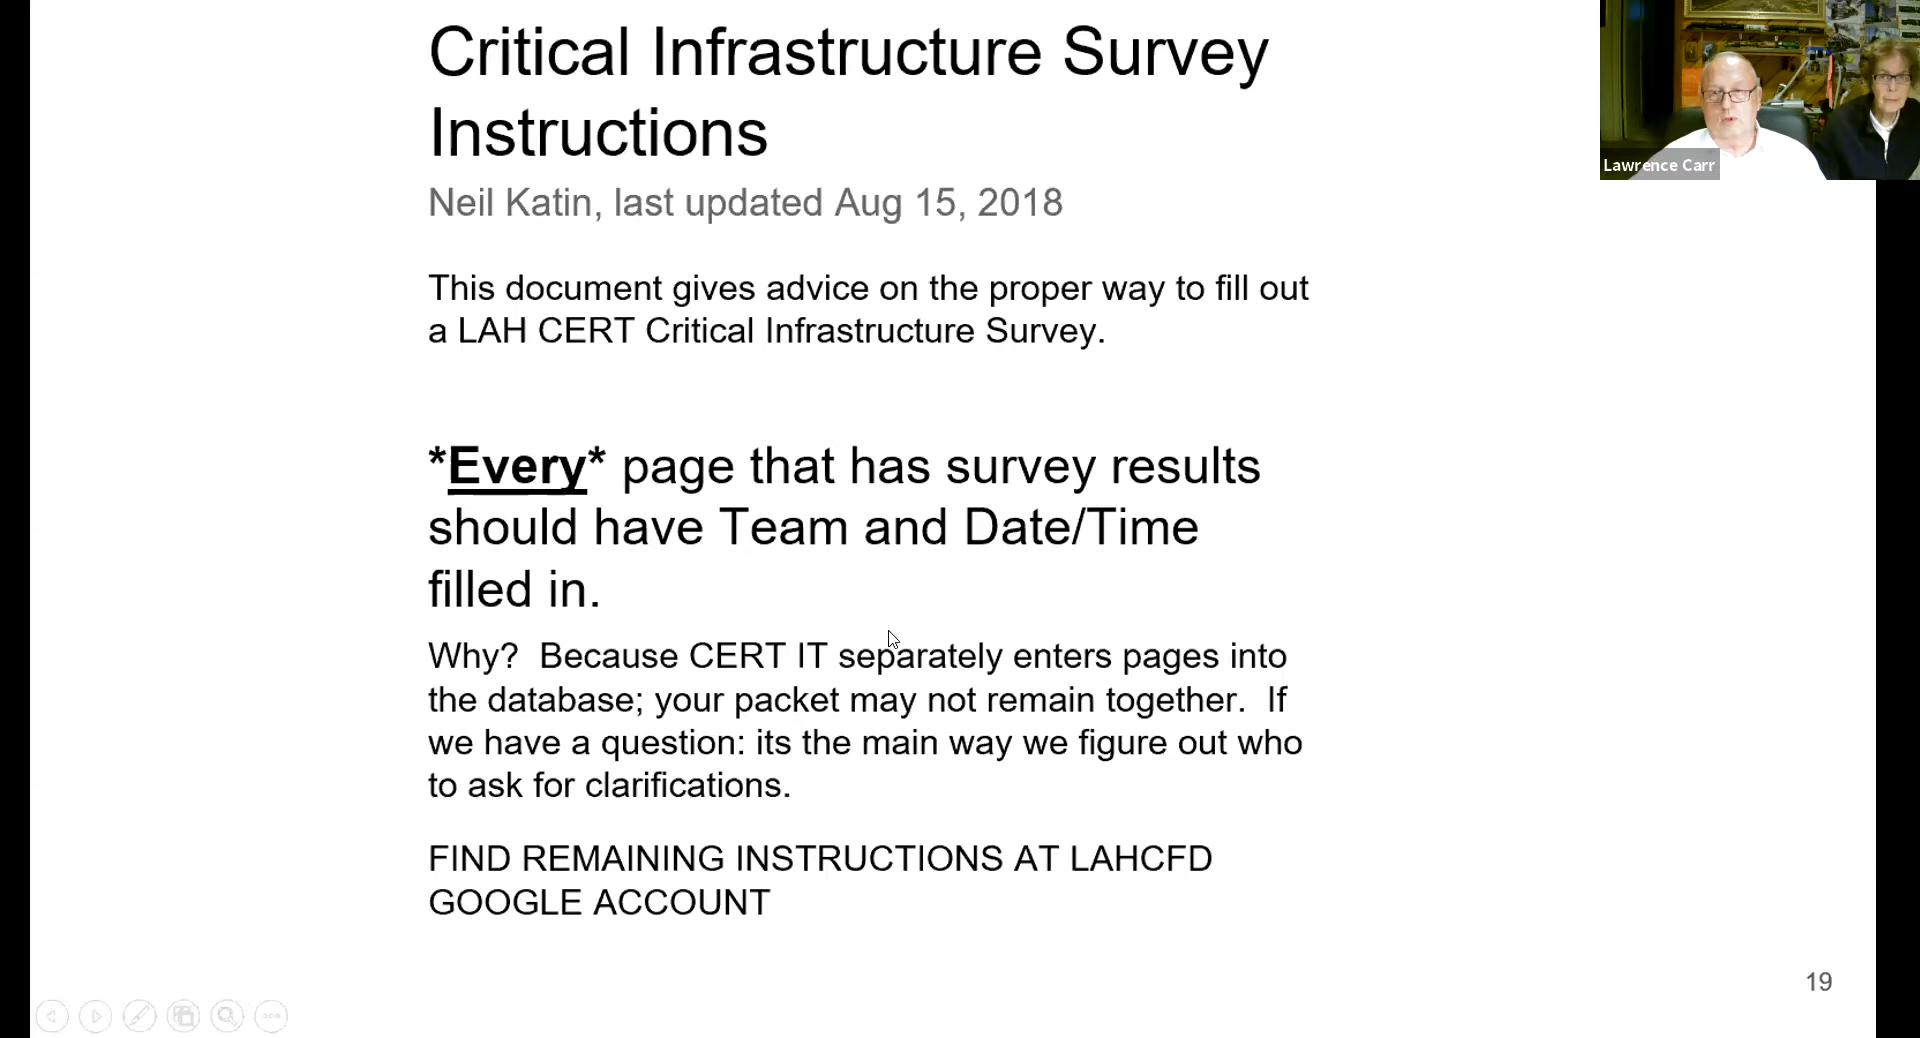 Critical Infrastructure Survey
Instructions
Neil Katin, last updated Aug 15, 2018
This document gives advice on the proper way to fill out
a LAH CERT Critical Infrastructure Survey.
*Every* page that has survey results
should have Team and Date/Time
filled in.
Why?  Because CERT IT separately enters pages into
the database; your packet may not remain together.  If
we have a question: its the main way we figure out who
to ask for clarifications.
FIND REMAINING INSTRUCTIONS AT LAHCFD
GOOGLE ACCOUNT
19
Lawrence Carr